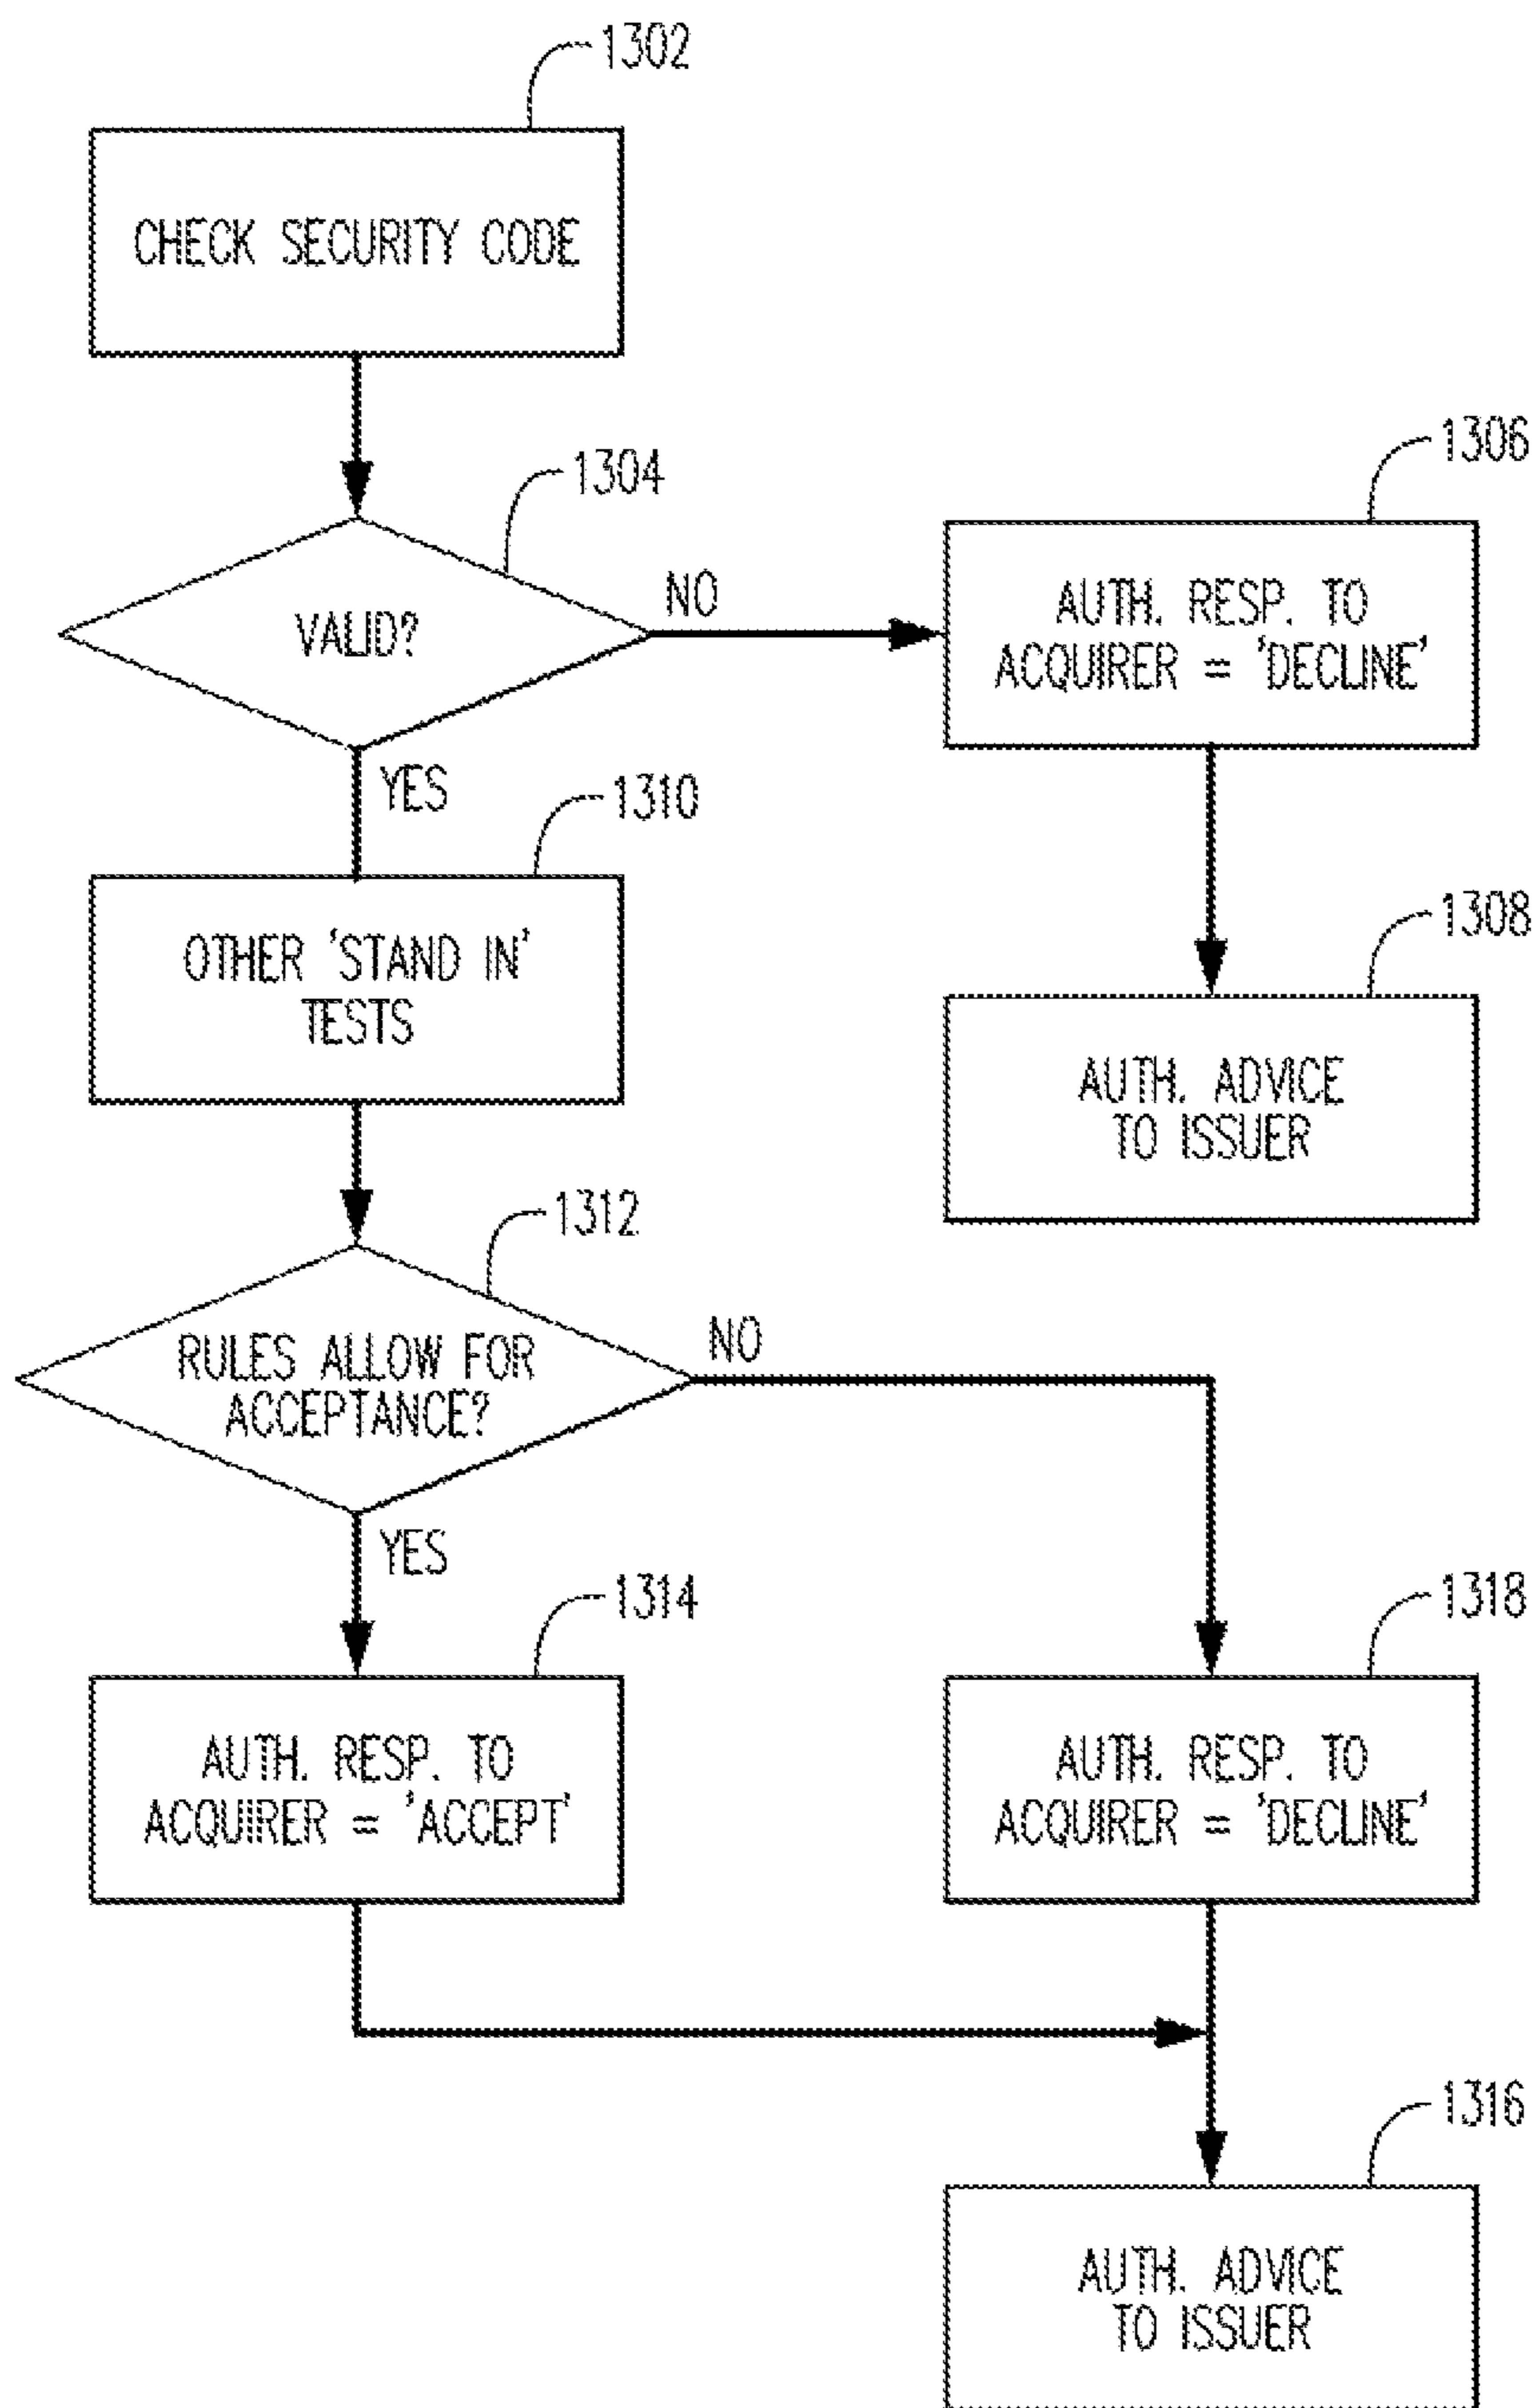 1302
CHECK SECURITY CODE
1304
VALID?
NO
1306
AUTH. RESP. TO
ACQUIRER = 'DECLINE'
YES
1310
OTHER 'STAND IN'
TESTS
1308
AUTH. ADVICE
TO ISSUER
1312
RULES ALLOW FOR
ACCEPTANCE?
NO
YES
1314
AUTH. RESP. TO
ACQUIRER = 'ACCEPT'
1318
AUTH. RESP. TO
ACQUIRER = 'DECLINE'
1316
AUTH. ADVICE
TO ISSUER